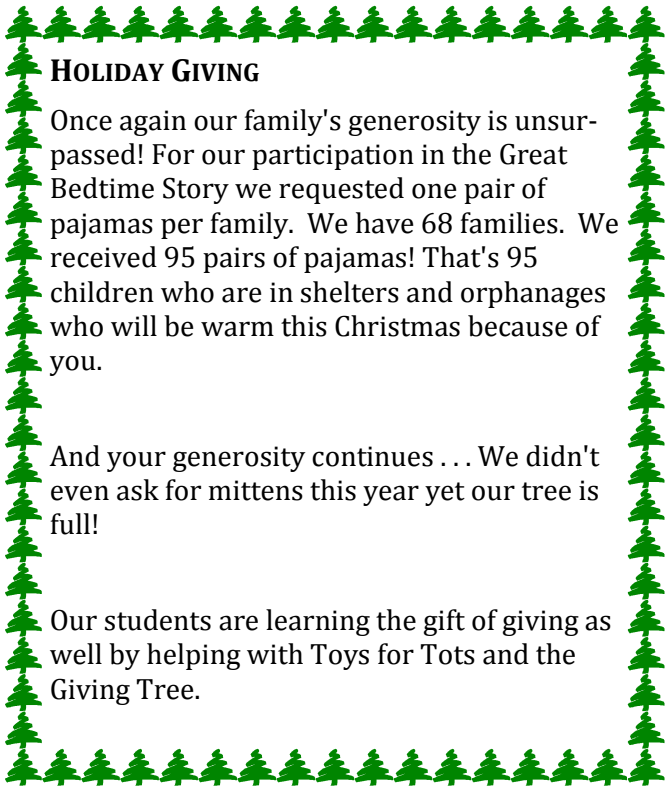 HOLIDAY GIVING
Once again our family's generosity is unsur-
passed! For our participation in the Great
Bedtime Story we requested one pair of
pajamas per family.  We have 68 families.  We
received 95 pairs of pajamas! That's 95
children who are in shelters and orphanages
who will be warm this Christmas because of
you.
And your generosity continues . . . We didn't
even ask for mittens this year yet our tree is
full!
Our students are learning the gift of giving as
well by helping with Toys for Tots and the
Giving Tree.